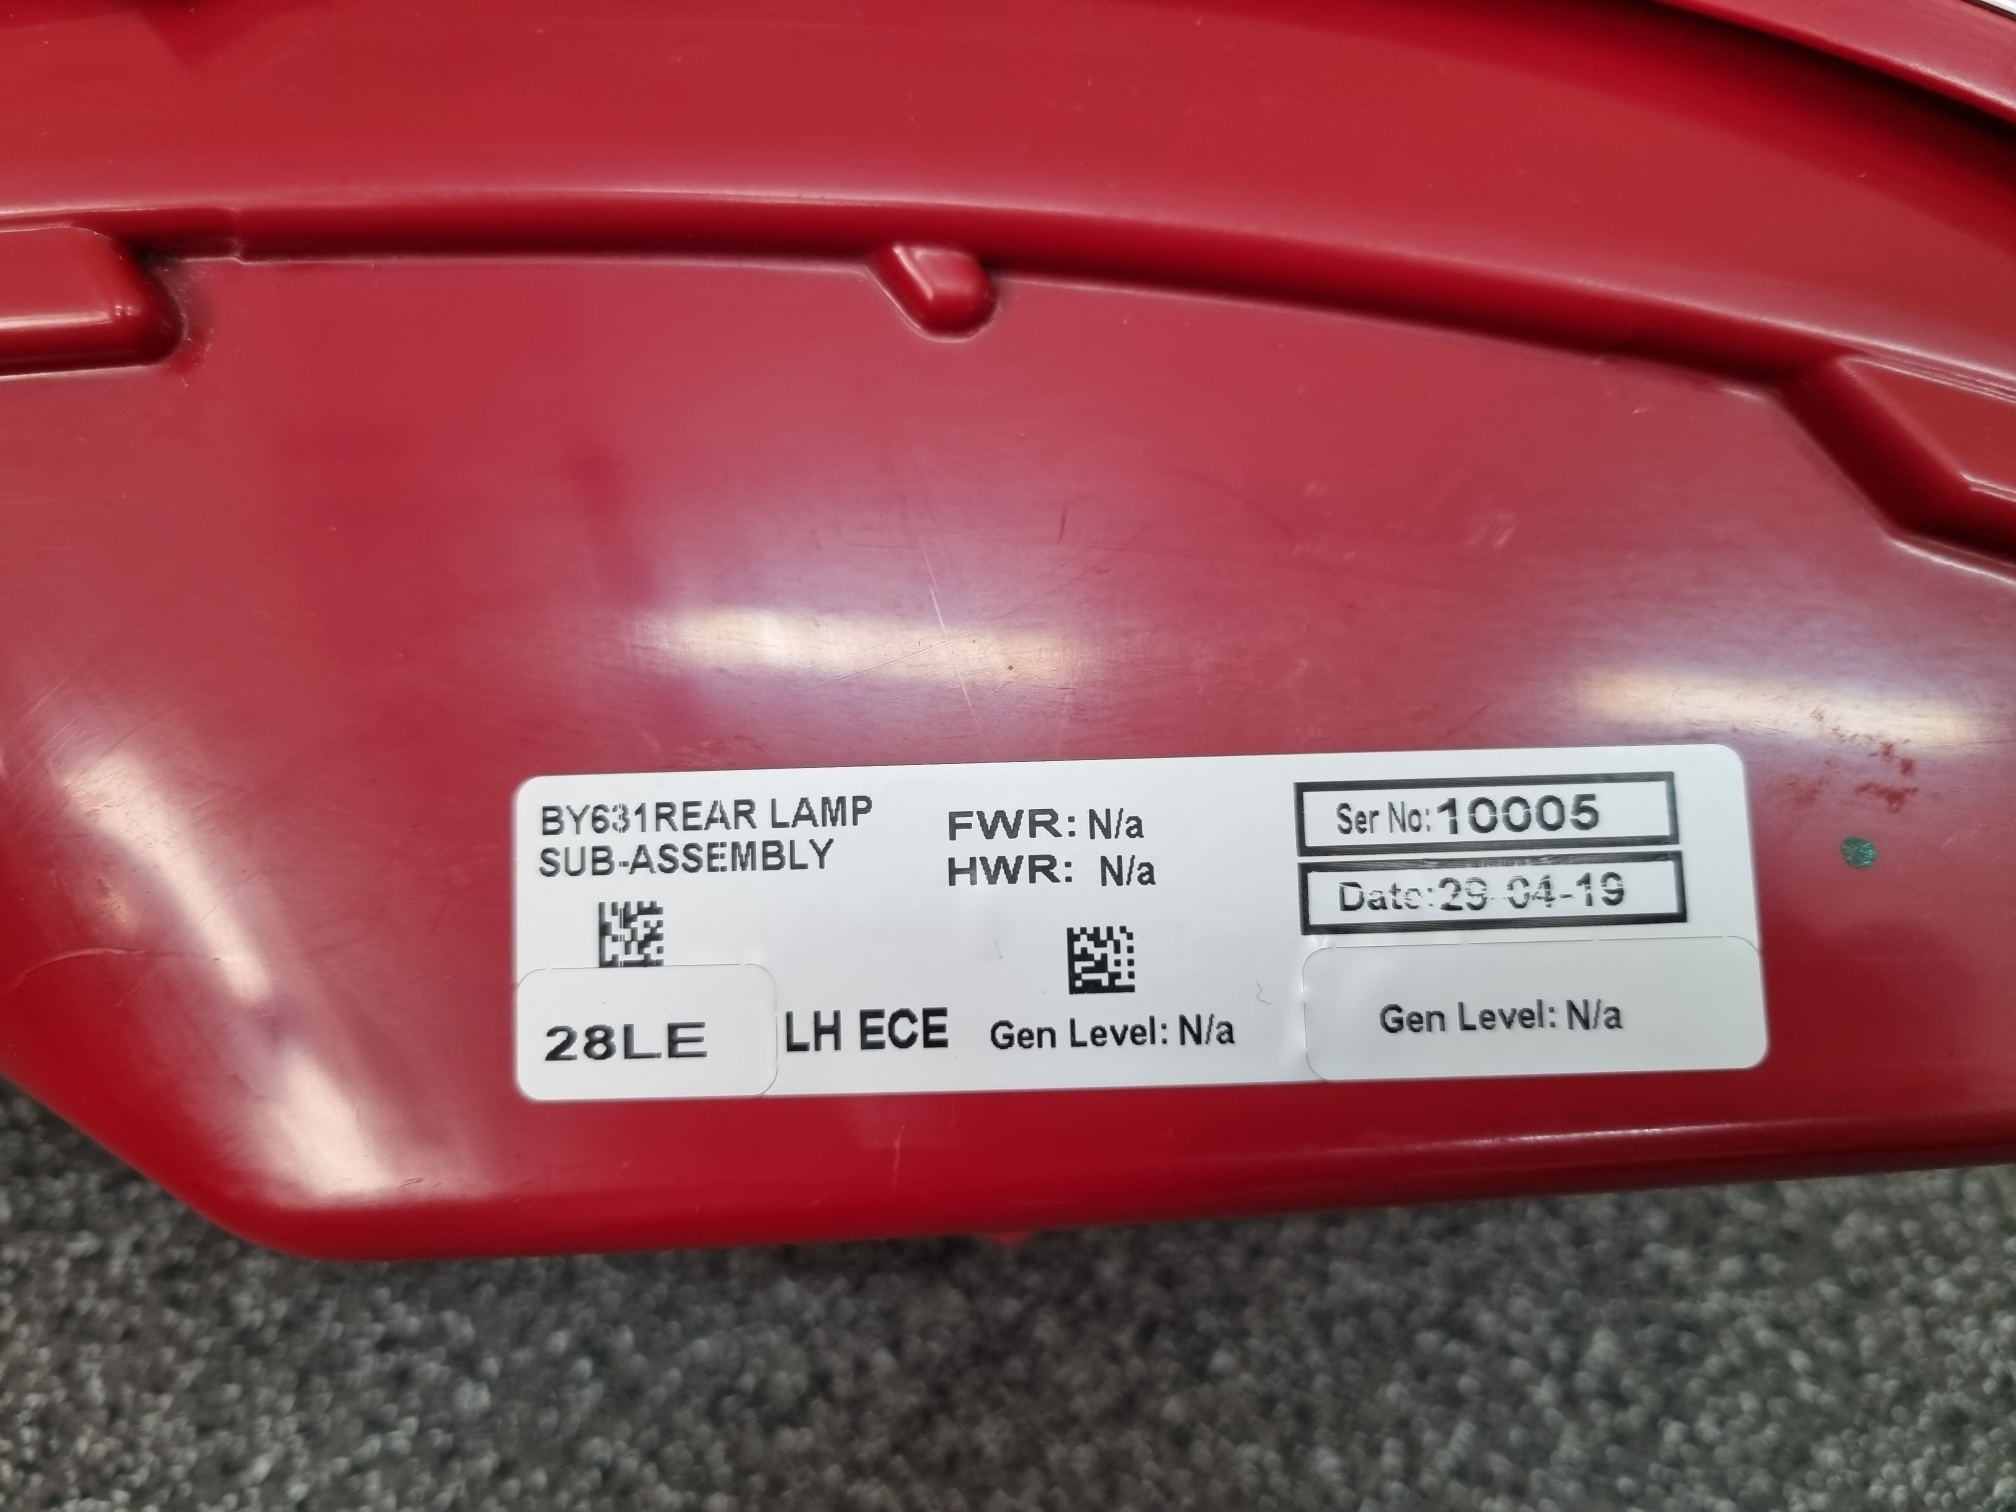 BY631REAR LAMP
SUB-ASSEMBLY
FWR: N/a
HWR: N/a
Ser No:10005
Date:29-04-19
28LE
LH ECE
Gen Level: N/a
Gen Level: N/a